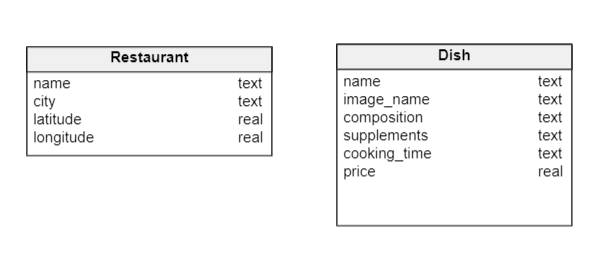 Restaurant
name text
city text
latitude real
longitude real
Dish
name text
image_name text
composition text
supplements text
cooking_time text
price real